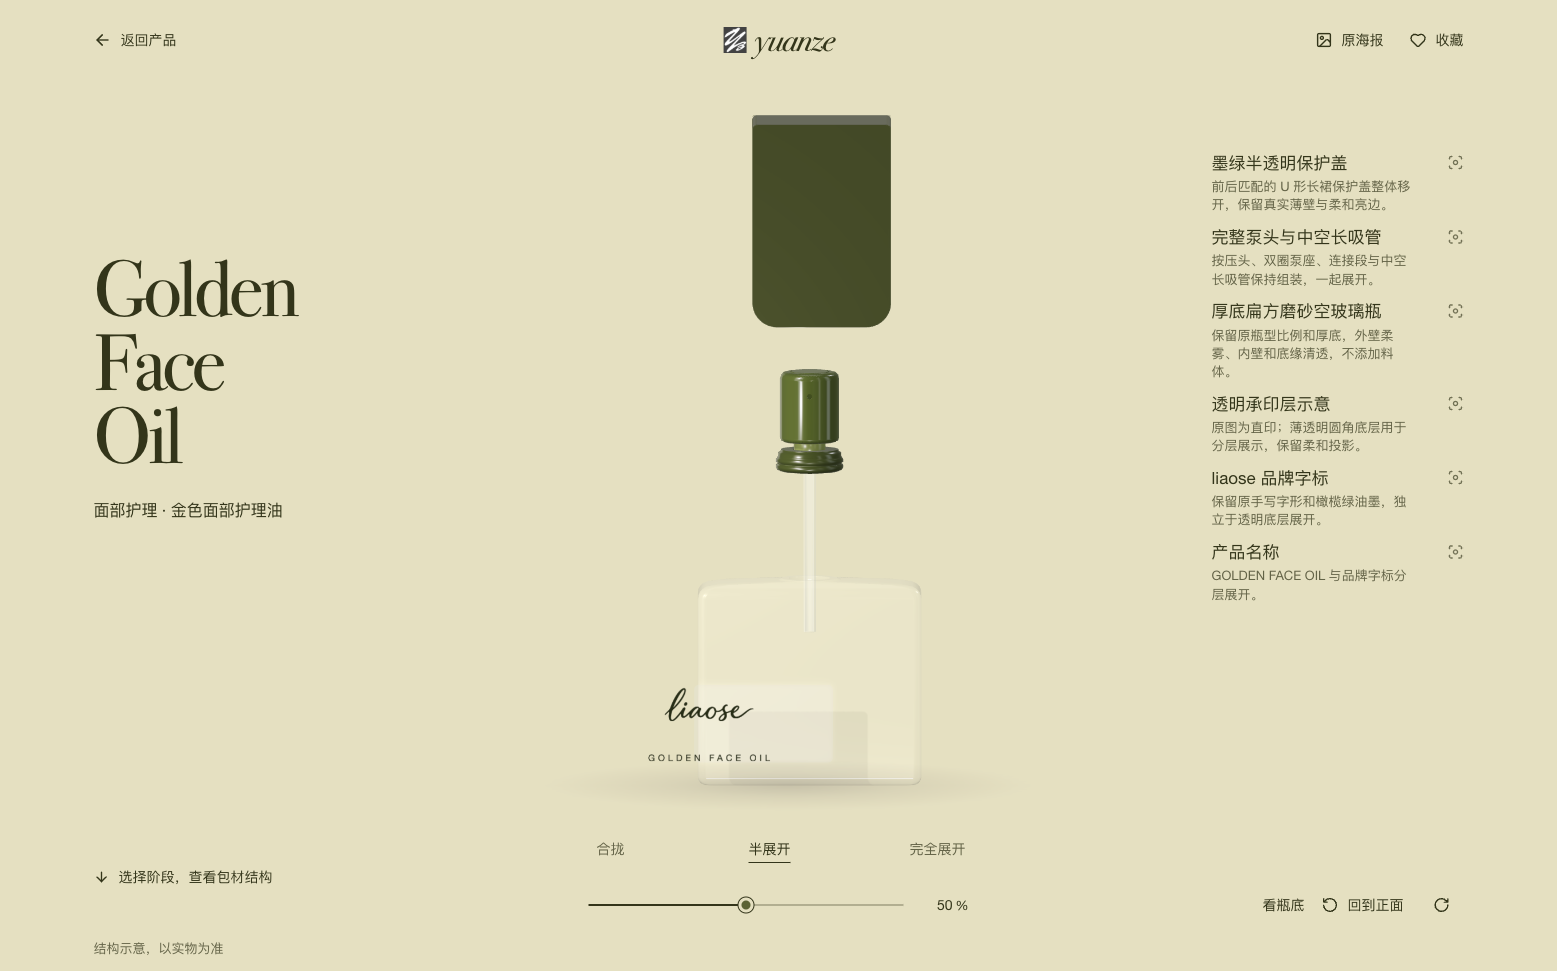 返回产品
yuanze
原海报
收藏
Golden
Face
Oil
面部护理 · 金色面部护理油
墨绿半透明保护盖
前后匹配的 U 形长裙保护盖整体移
开，保留真实薄壁与柔和亮边。
完整泵头与中空长吸管
按压头、双圈泵座、连接段与中空
长吸管保持组装，一起展开。
厚底扁方磨砂空玻璃瓶
保留原瓶型比例和厚底，外壁柔
雾、内壁和底缘清透，不添加料
体。
透明承印层示意
原图为直印；薄透明圆角底层用于
分层展示，保留柔和投影。
liaose 品牌字标
保留原手写字形和橄榄绿油墨，独
立于透明底层展开。
产品名称
GOLDEN FACE OIL 与品牌字标分
层展开。
liaose
GOLDEN FACE OIL
合拢
半展开
完全展开
选择阶段，查看包材结构
50 %
看瓶底
回到正面
结构示意，以实物为准